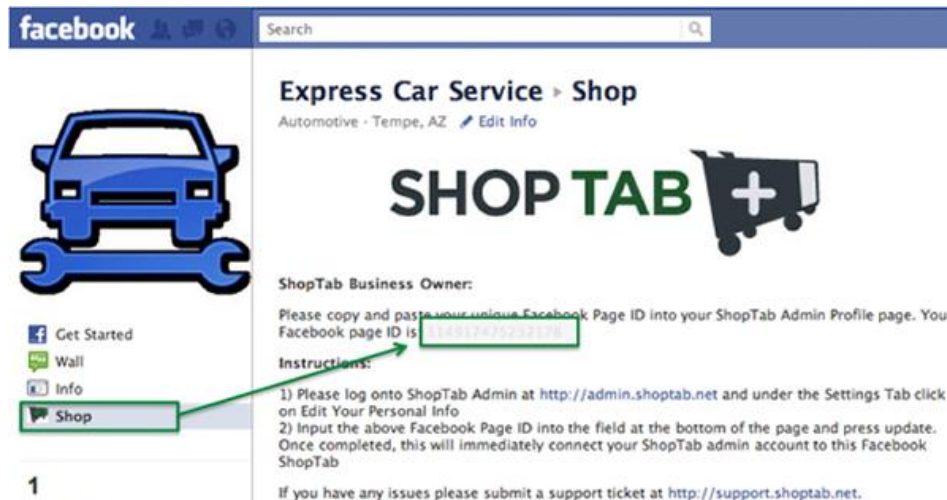 facebook
Search
Express Car Service ▸ Shop
Automotive · Tempe, AZ Edit Info
SHOP TAB
ShopTab Business Owner:
Please copy and paste your unique Facebook Page ID into your ShopTab Admin Profile page. You
Facebook page ID is
Get Started
Wall
Info
Shop
Instructions:
1) Please log onto ShopTab Admin at http://admin.shoptab.net and under the Settings Tab click
on Edit Your Personal Info
2) Input the above Facebook Page ID into the field at the bottom of the page and press update.
Once completed, this will immediately connect your ShopTab admin account to this Facebook
ShopTab
1
If you have any issues please submit a support ticket at http://support.shoptab.net.